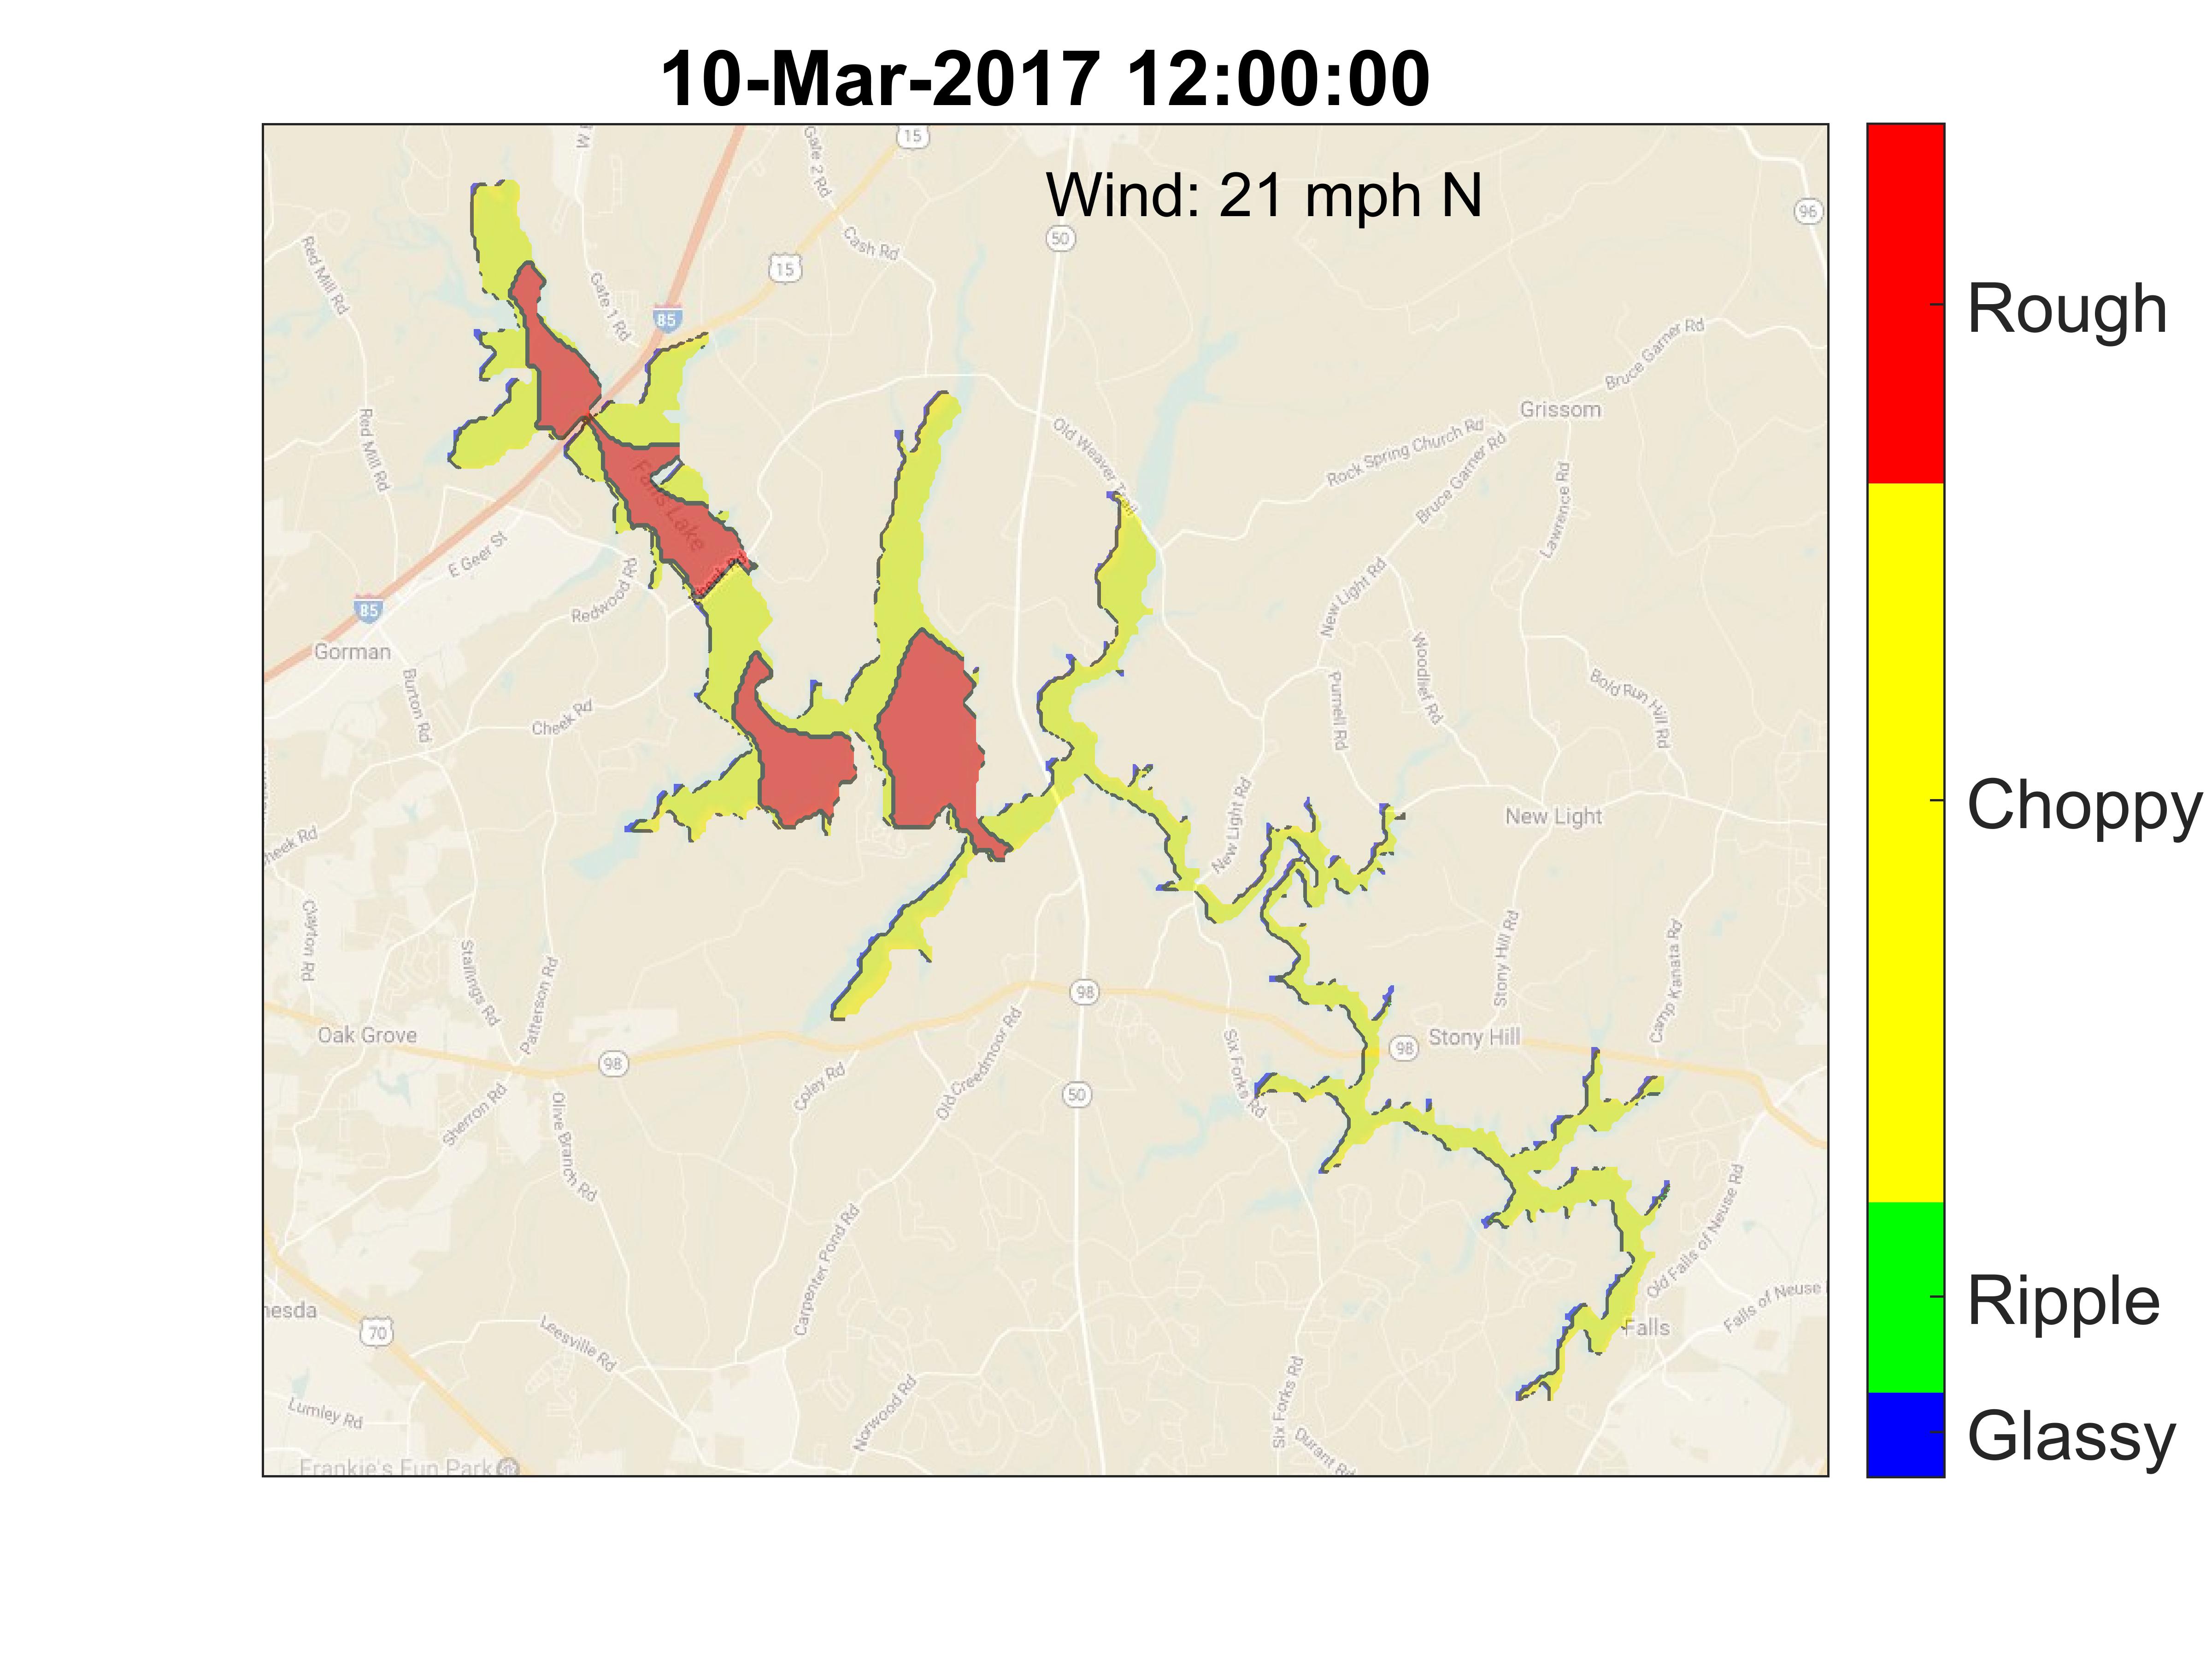 10-Mar-2017 12:00:00
Wind: 21 mph N
Rough
Choppy
Ripple
Glassy
15
Gate 2 Rd
Cash Rd
50
96
15
Red Mill Rd
Gate 1 Rd
85
Bruce Garner Rd
Grissom
Red Mill Rd
Old Weaver Trail
Rock Spring Church Rd
Bruce Garner Rd
Lawrence Rd
Falls Lake
E Geer St
Redwood Rd
New Light Rd
85
Gorman
Burton Rd
Cheek Rd
Purnell Rd
Woodlief Rd
Bold Run Hill Rd
New Light Rd
New Light
Clayton Rd
Stallings Rd
Patterson Rd
Stony Hill Rd
Camp Kanata Rd
98
Oak Grove
98
98
Stony Hill
Sherron Rd
Olive Branch Rd
Coley Rd
Old Creedmoor Rd
50
Six Forks Rd
Carpenter Pond Rd
Old Falls of Neuse Rd
Falls of Neuse
Falls
70
Leesville Rd
Lumley Rd
Norwood Rd
Six Forks Rd
Durant Rd
Frankie's Fun Park